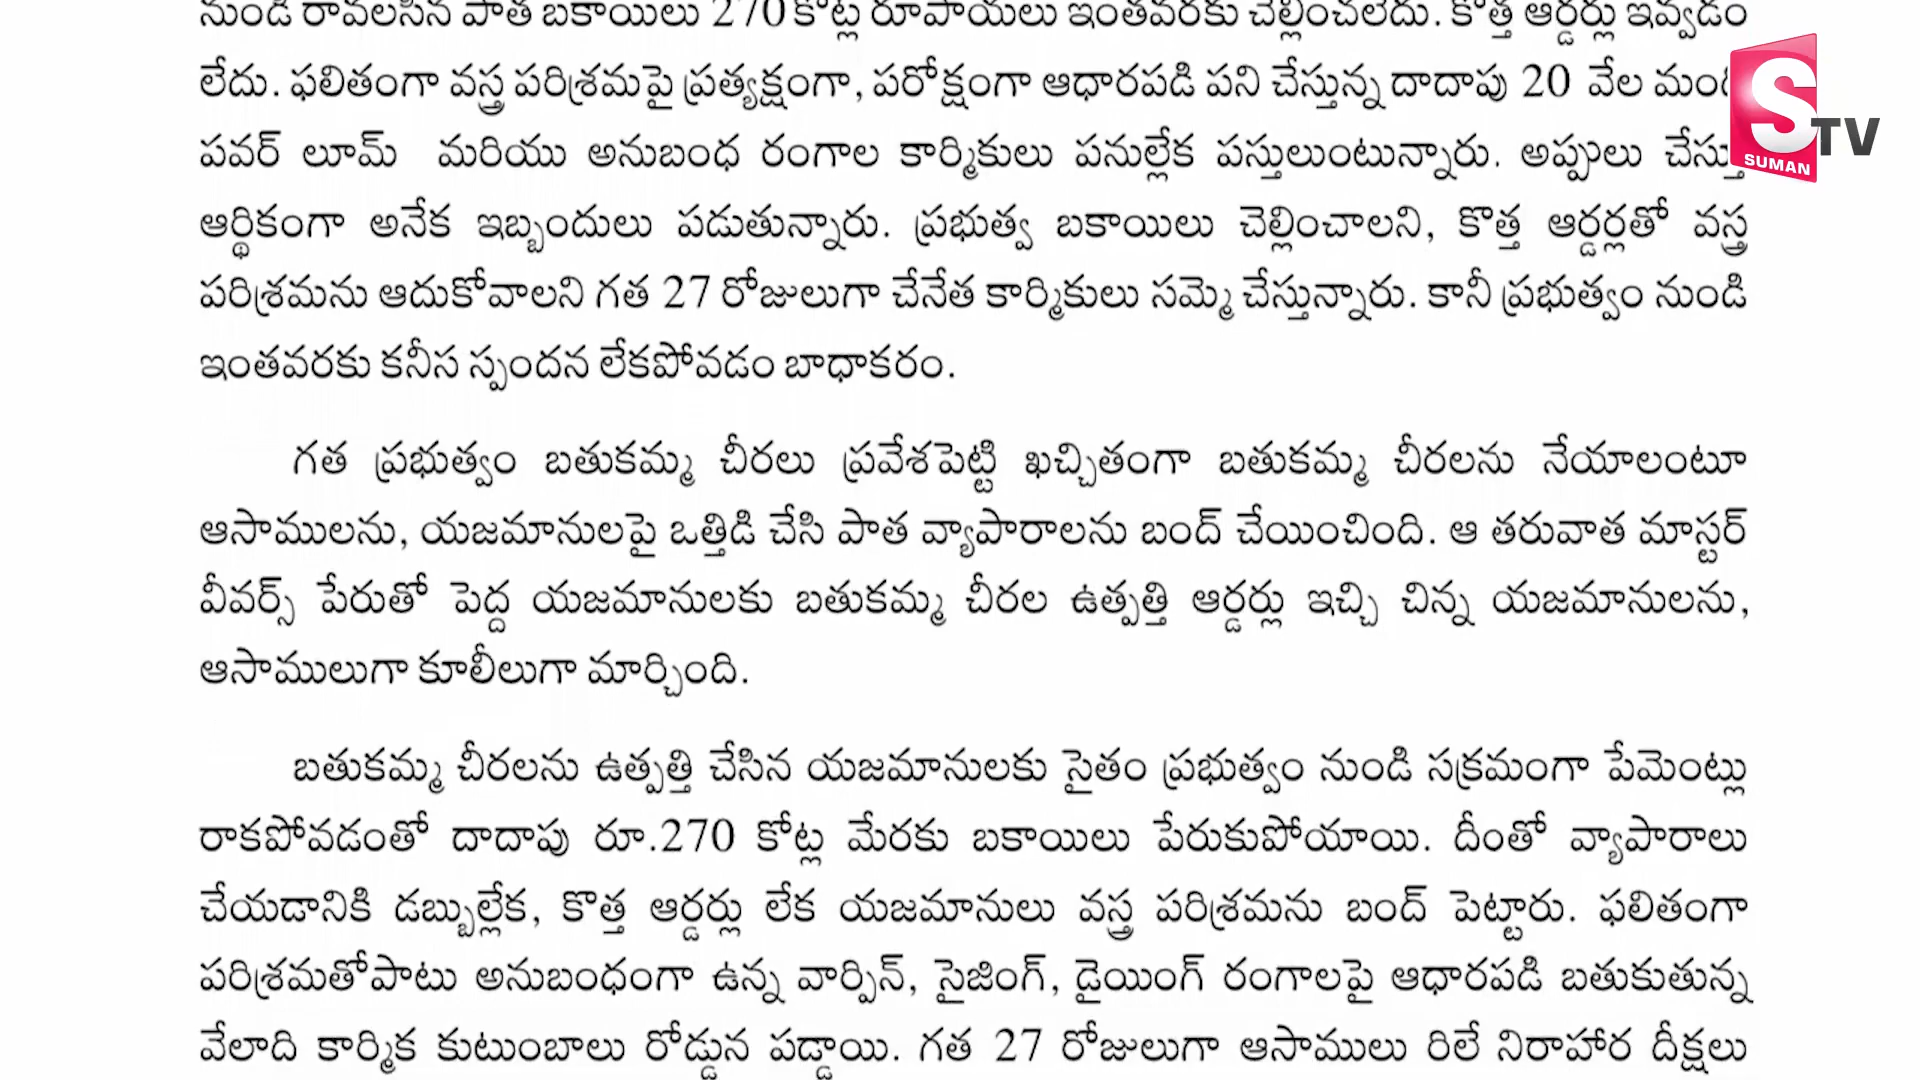 నుండి రావలసిన పాత బకాయిలు 270 కోట్ల రూపాయలు ఇంతవరకు చెల్లించలేదు. కొత్త ఆర్డర్లు ఇవ్వడం
లేదు. ఫలితంగా వస్త్ర పరిశ్రమపై ప్రత్యక్షంగా, పరోక్షంగా ఆధారపడి పని చేస్తున్న దాదాపు 20 వేల
పవర్ లూమ్ మరియు అనుబంధ రంగాల కార్మికులు పనుల్లేక పస్తులుంటున్నారు. అప్పులు చేస్తు
ఆర్థికంగా అనేక ఇబ్బందులు పడుతున్నారు. ప్రభుత్వ బకాయిలు చెల్లించాలని, కొత్త ఆర్డర్లతో వస్త్ర
పరిశ్రమను ఆదుకోవాలని గత 27 రోజులుగా చేనేత కార్మికులు సమ్మె చేస్తున్నారు. కానీ ప్రభుత్వం నుండి
ఇంతవరకు కనీస స్పందన లేకపోవడం బాధాకరం.
గత ప్రభుత్వం బతుకమ్మ చీరలు ప్రవేశపెట్టి ఖచ్చితంగా బతుకమ్మ చీరలను నేయాలంటూ
ఆసాములను, యజమానులపై ఒత్తిడి చేసి పాత వ్యాపారాలను బంద్ చేయించింది. ఆ తరువాత మాస్టర్
వీవర్స్ పేరుతో పెద్ద యజమానులకు బతుకమ్మ చీరల ఉత్పత్తి ఆర్డర్లు ఇచ్చి చిన్న యజమానులను,
ఆసాములుగా కూలీలుగా మార్చింది.
బతుకమ్మ చీరలను ఉత్పత్తి చేసిన యజమానులకు సైతం ప్రభుత్వం నుండి సక్రమంగా పేమెంట్లు
రాకపోవడంతో దాదాపు రూ.270 కోట్ల మేరకు బకాయిలు పేరుకుపోయాయి. దీంతో వ్యాపారాలు
చేయడానికి డబ్బుల్లేక, కొత్త ఆర్డర్లు లేక యజమానులు వస్త్ర పరిశ్రమను బంద్ పెట్టారు. ఫలితంగా
పరిశ్రమతోపాటు అనుబంధంగా ఉన్న వార్పిన్, సైజింగ్, డైయింగ్ రంగాలపై ఆధారపడి బతుకుతున్న
వేలాది కార్మిక కుటుంబాలు రోడ్డున పడ్డాయి. గత 27 రోజులుగా ఆసాములు రిలే నిరాహార దీక్షలు
S TV
SUMAN